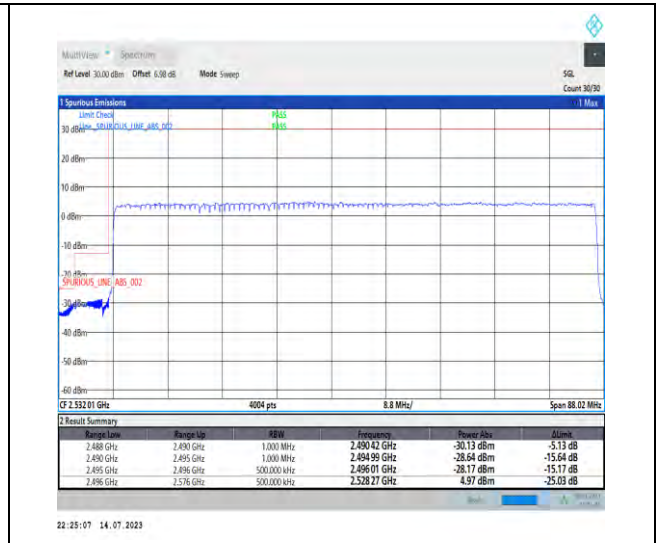 MultiView Spectrum
Ref Level 30.00 dBm Offset 6.98 dB Mode Sweep SGL
Count 30/30
1 Spurious Emissions 1 Max
Limit Check PASS
30 dBm Line _SPURIOUS_LINE_ABS_002 PASS
20 dBm
10 dBm
0 dBm
-10 dBm
-20 dBm
SPURIOUS_LINE_ABS_002
-30 dBm
-40 dBm
-50 dBm
-60 dBm
CF 2.532 01 GHz 4004 pts 8.8 MHz/ Span 88.02 MHz
2 Result Summary
Range Low Range Up RBW Frequency Power Abs ΔLimit
2.488 GHz 2.490 GHz 1.000 MHz 2.490 42 GHz -30.13 dBm -5.13 dB
2.490 GHz 2.495 GHz 1.000 MHz 2.494 99 GHz -28.64 dBm -15.64 dB
2.495 GHz 2.496 GHz 500.000 kHz 2.496 01 GHz -28.17 dBm -15.17 dB
2.496 GHz 2.576 GHz 500.000 kHz 2.528 27 GHz 4.97 dBm -25.03 dB
22:25:07 14.07.2023